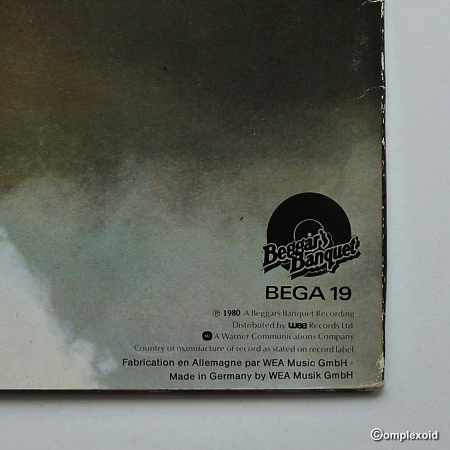 Beggar's
Banquet
BEGA 19
℗ 1980 A Beggars Banquet Recording
Distributed by wea Records Ltd
w A Warner Communications Company
Country of manufacture of record as stated on record label
Fabrication en Allemagne par WEA Music GmbH ·
Made in Germany by WEA Musik GmbH
©omplexoid